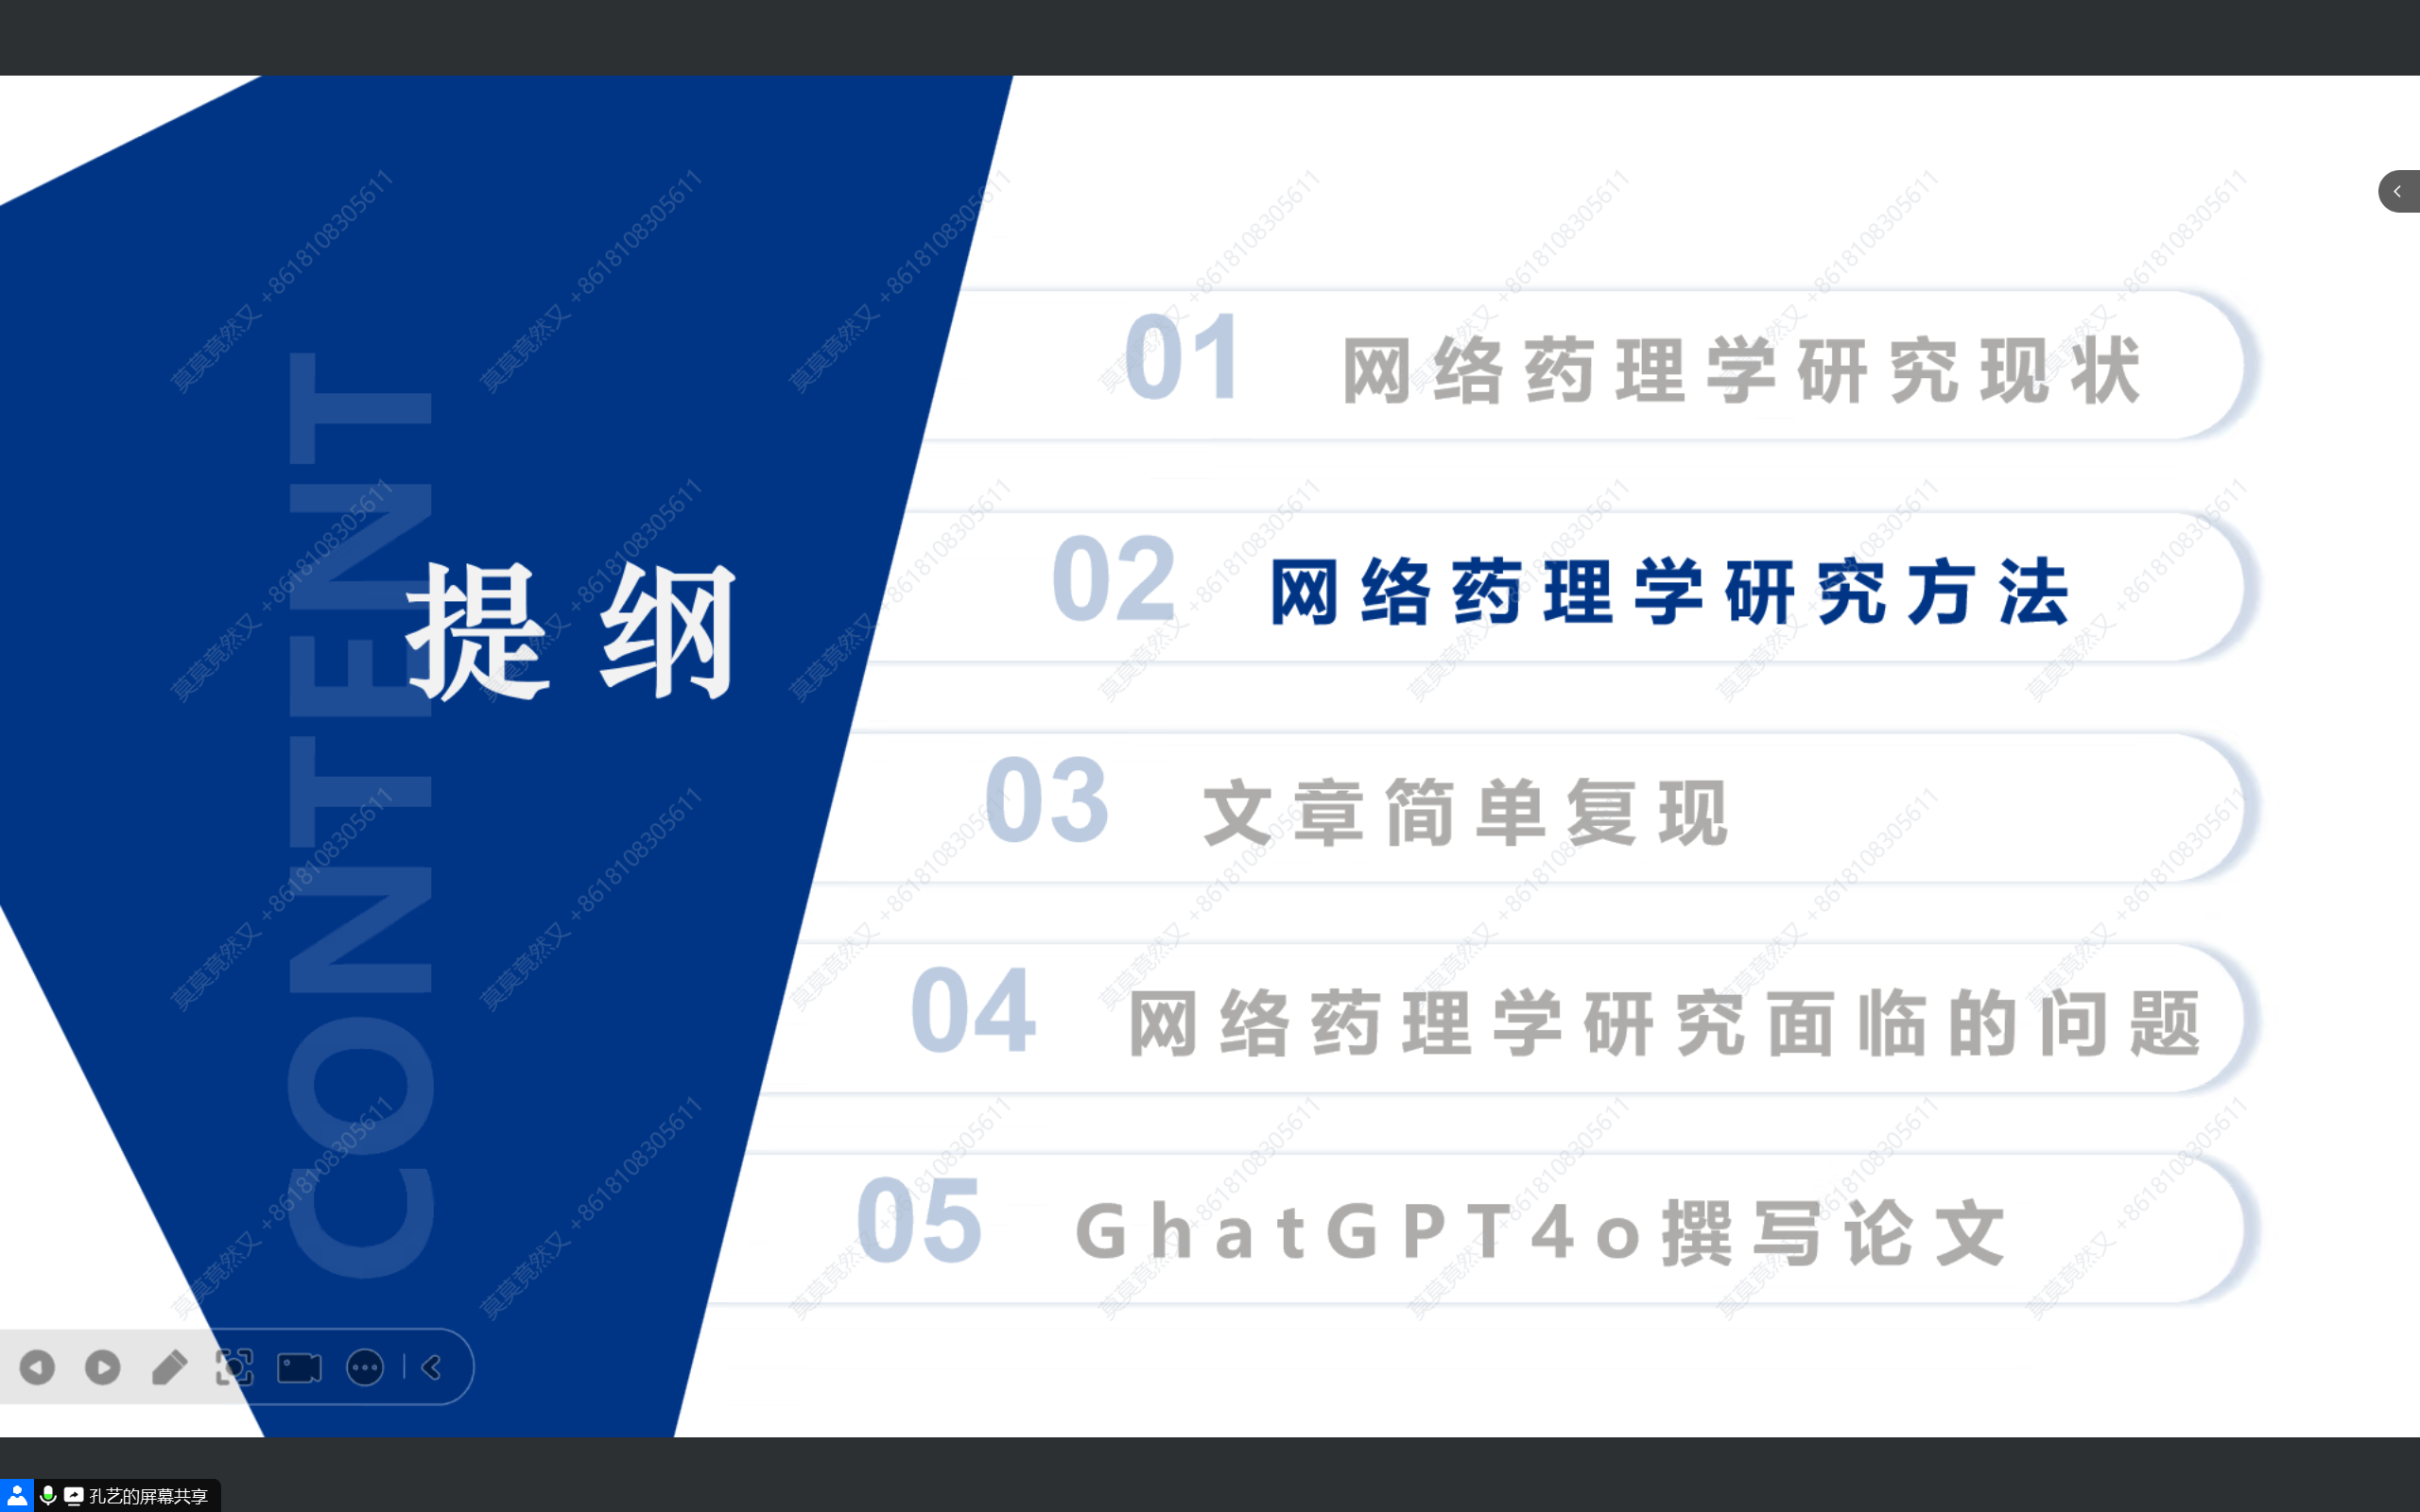 CONTENT
提纲
01 网络药理学研究现状
02 网络药理学研究方法
03 文章简单复现
04 网络药理学研究面临的问题
05 GhatGPT4o撰写论文
莫莫竟然又 +8618108305611
孔艺的屏幕共享